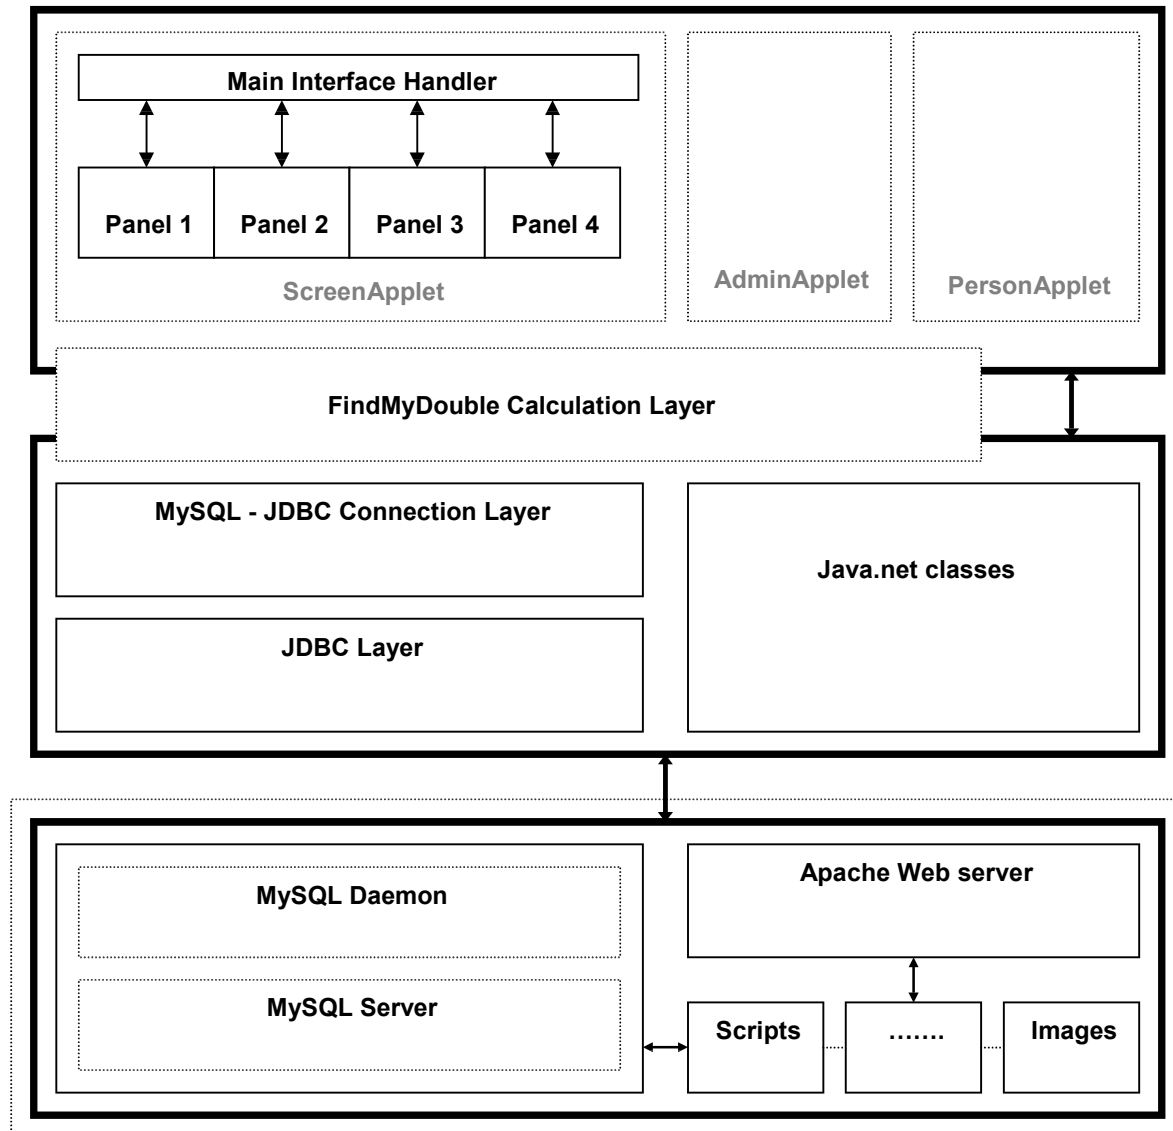 Main Interface Handler
Panel 1
Panel 2
Panel 3
Panel 4
ScreenApplet
AdminApplet
PersonApplet
FindMyDouble Calculation Layer
MySQL - JDBC Connection Layer
Java.net classes
JDBC Layer
MySQL Daemon
Apache Web server
MySQL Server
Scripts
…….
Images